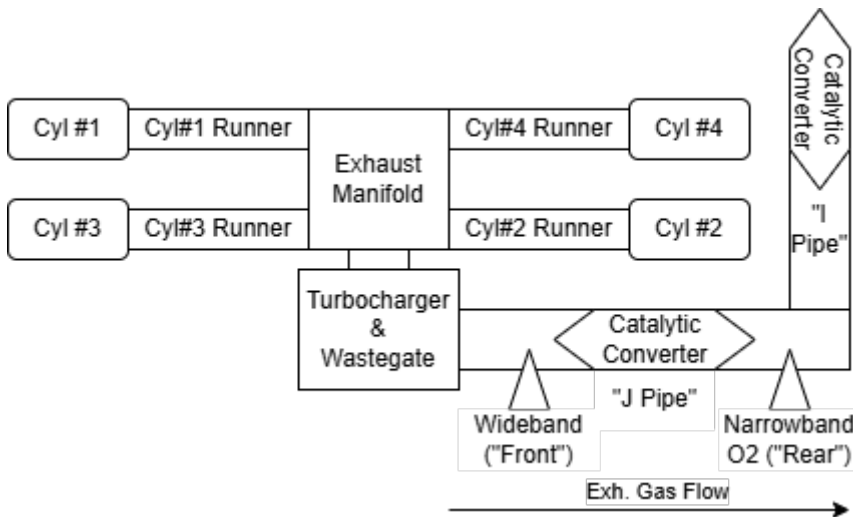 Cyl #1
Cyl#1 Runner
Exhaust
Manifold
Cyl#4 Runner
Cyl #4
Catalytic
Converter
Cyl #3
Cyl#3 Runner
Cyl#2 Runner
Cyl #2
"I
Pipe"
Turbocharger
&
Wastegate
Catalytic
Converter
"J Pipe"
Wideband
("Front")
Narrowband
O2 ("Rear")
Exh. Gas Flow